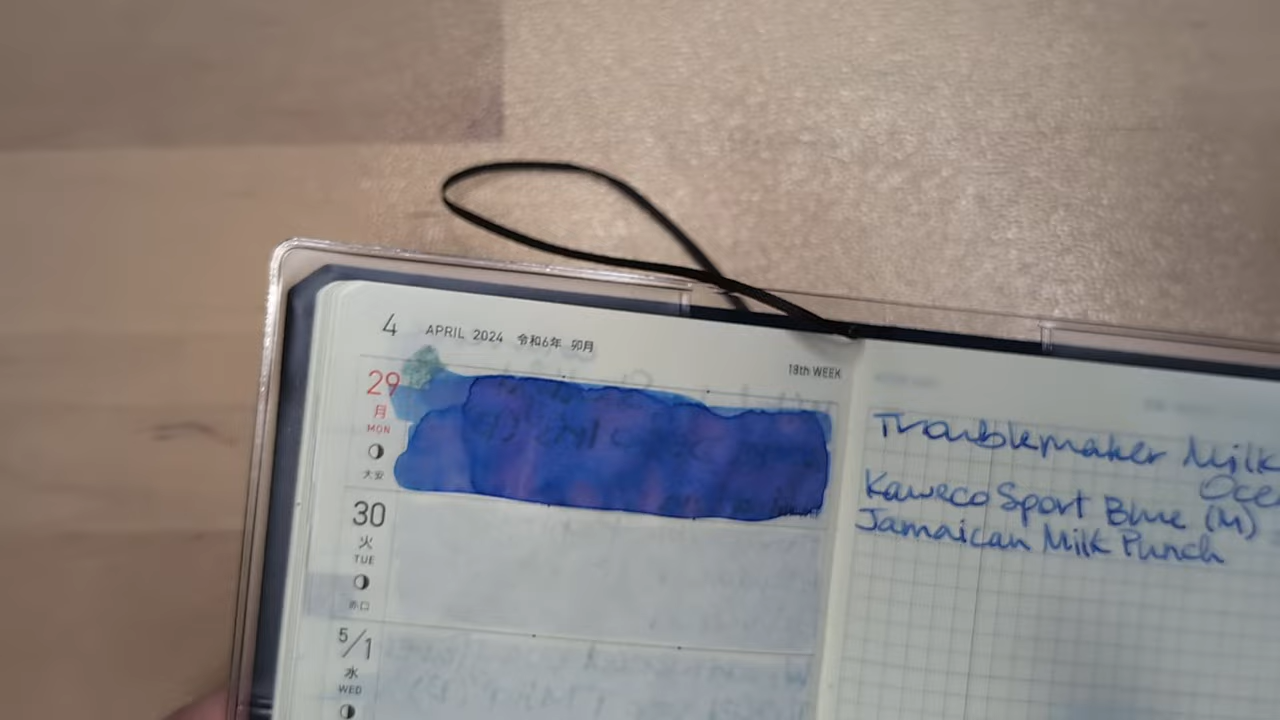 4 APRIL 2024 令和6年 卯月
18th WEEK
29
月
MON
大安
30
火
TUE
赤口
5/1
水
WED
Troublemaker Milk
Oce
Kaweco Sport Blue (M)
Jamaican Milk Punch